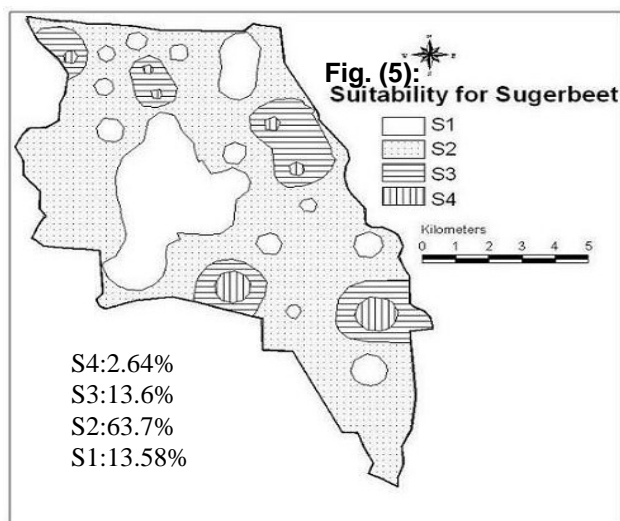 Fig. (5):
Suitability for Sugerbeet
S1
S2
S3
S4
Kilometers
0 1 2 3 4 5
S4:2.64%
S3:13.6%
S2:63.7%
S1:13.58%